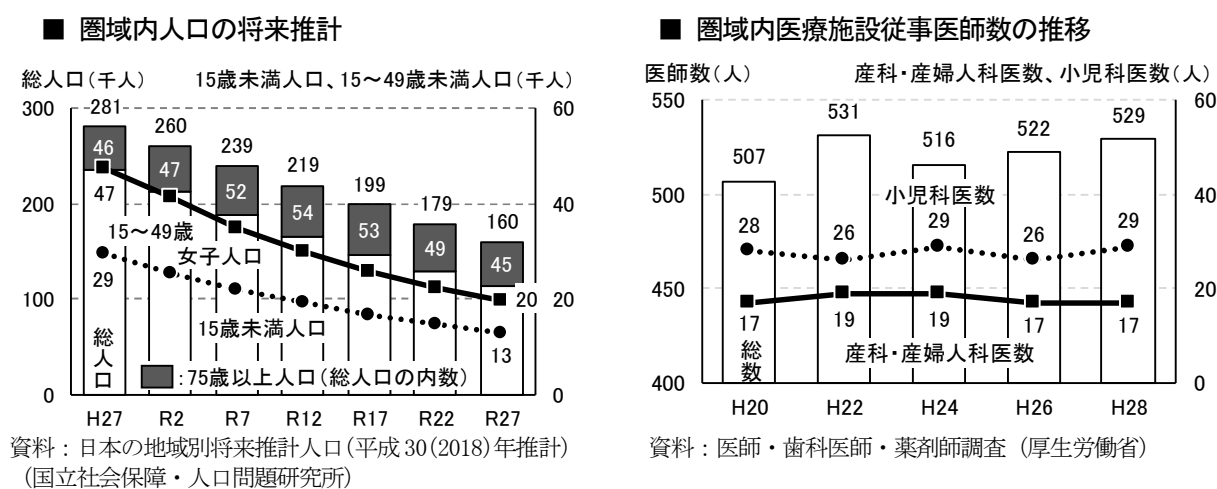 ■ 圏域内人口の将来推計
総人口（千人） 15歳未満人口、15～49歳未満人口（千人）
300 281 60
260
46 47 239
47 52 219
54 199
200 53 179 40
49 160
15～49歳
女子人口 45
29
100 20 20
15歳未満人口
総人口 13
:75歳以上人口（総人口の内数）
0 0
H27 R2 R7 R12 R17 R22 R27
資料：日本の地域別将来推計人口（平成30(2018)年推計）
（国立社会保障・人口問題研究所）
■ 圏域内医療施設従事医師数の推移
医師数（人） 産科・産婦人科医数、小児科医数（人）
550 60
531 529
507 516 522
500 小児科医数 40
28 26 29 26 29
450 20
17 19 19 17 17
総数 産科・産婦人科医数
400 0
H20 H22 H24 H26 H28
資料：医師・歯科医師・薬剤師調査（厚生労働省）